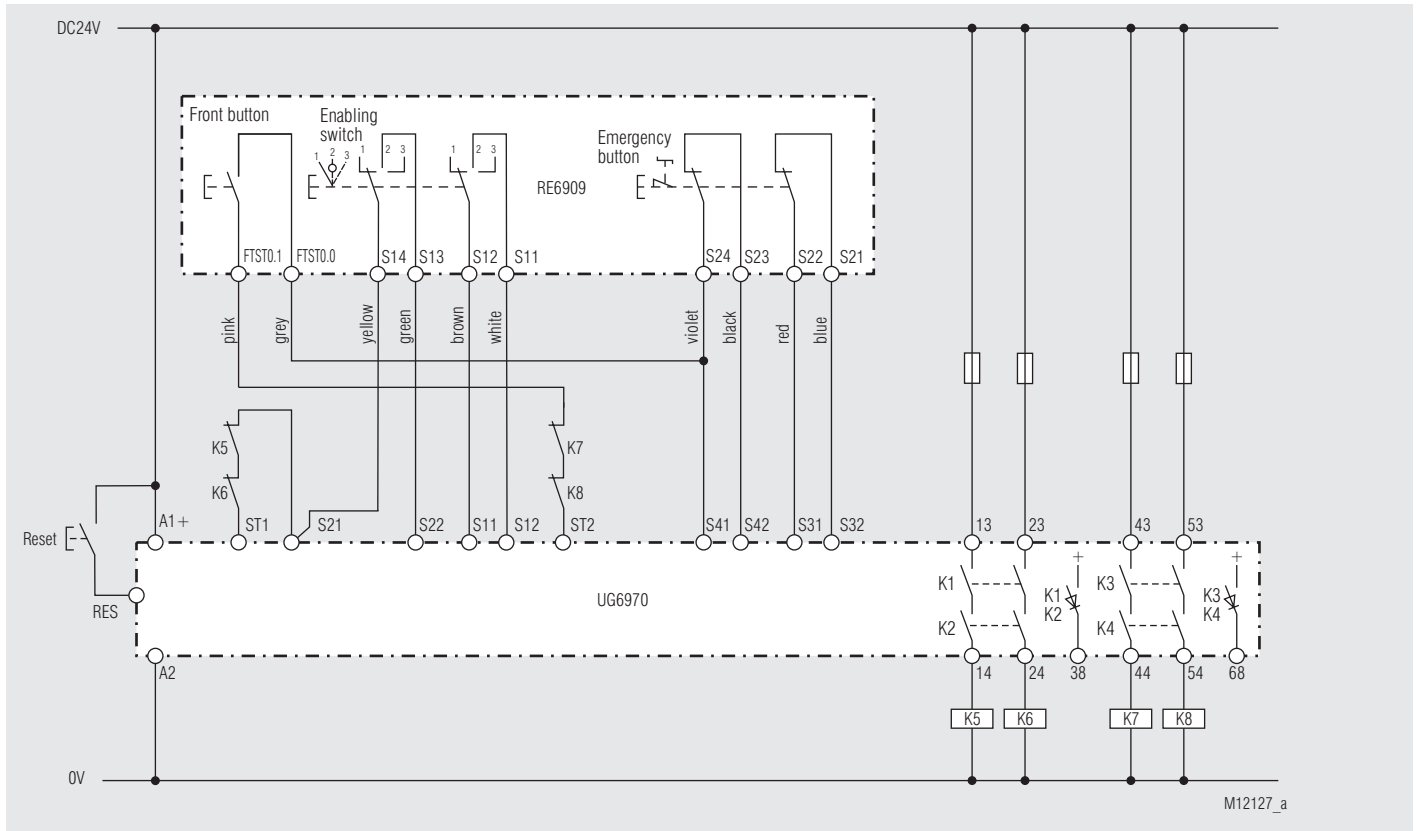 DC24V
Front button
Enabling
switch
1 2 3
1 2 3
1 2 3
Emergency
button
RE6909
FTST0.1 FTST0.0 S14 S13 S12 S11 S24 S23 S22 S21
pink
grey
yellow
green
brown
white
violet
black
red
blue
K5
K6
K7
K8
Reset
A1+ ST1 S21 S22 S11 S12 ST2 S41 S42 S31 S32 13 23 43 53
RES
UG6970
K1
K2
+
K1
K2
K3
K4
+
K3
K4
A2
14 24 38 44 54 68
K5 K6 K7 K8
0V
M12127_a